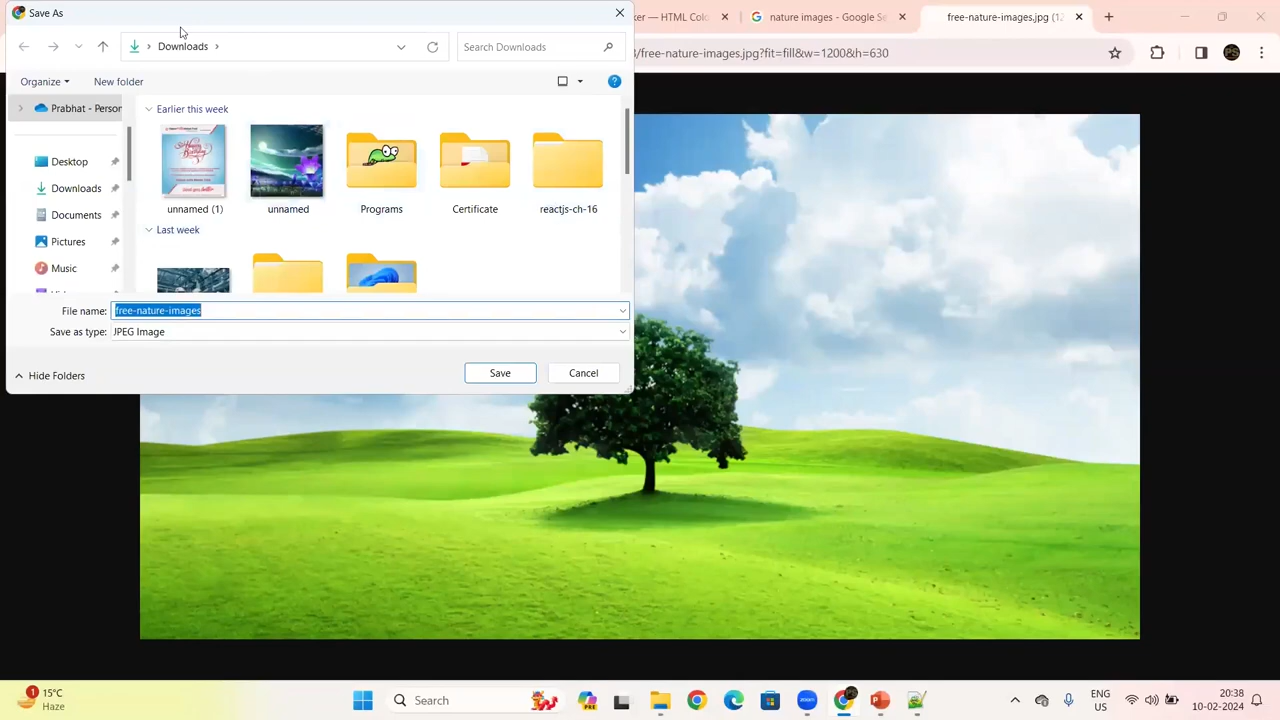 Save As
ker — HTML Colo
nature images - Google Se
free-nature-images.jpg (12
Downloads
Search Downloads
/free-nature-images.jpg?fit=fill&w=1200&h=630
Organize
New folder
Prabhat - Person
Earlier this week
Desktop
Downloads
Documents
Pictures
Music
unnamed (1)
unnamed
Programs
Certificate
reactjs-ch-16
Last week
File name:
free-nature-images
Save as type:
JPEG Image
Hide Folders
Save
Cancel
1
15°C
Haze
Search
PRE
zoom
ENG
US
20:38
10-02-2024